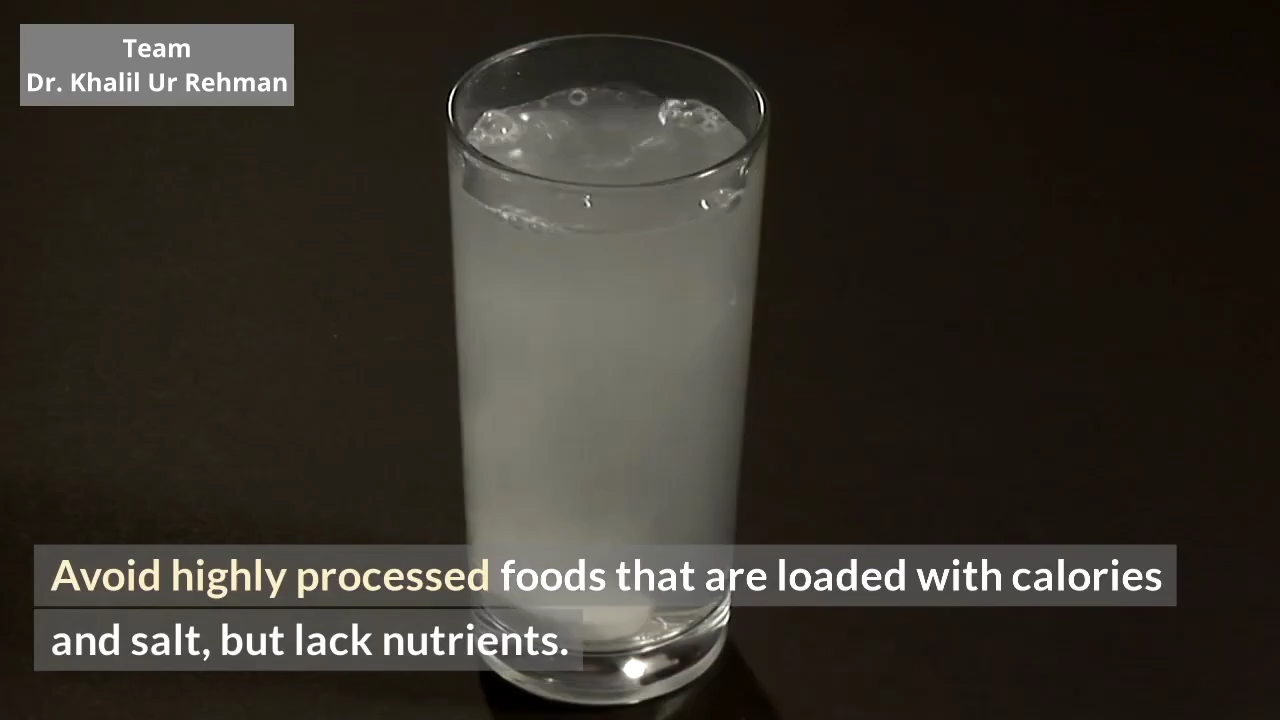 Team
Dr. Khalil Ur Rehman
Avoid highly processed foods that are loaded with calories
and salt, but lack nutrients.